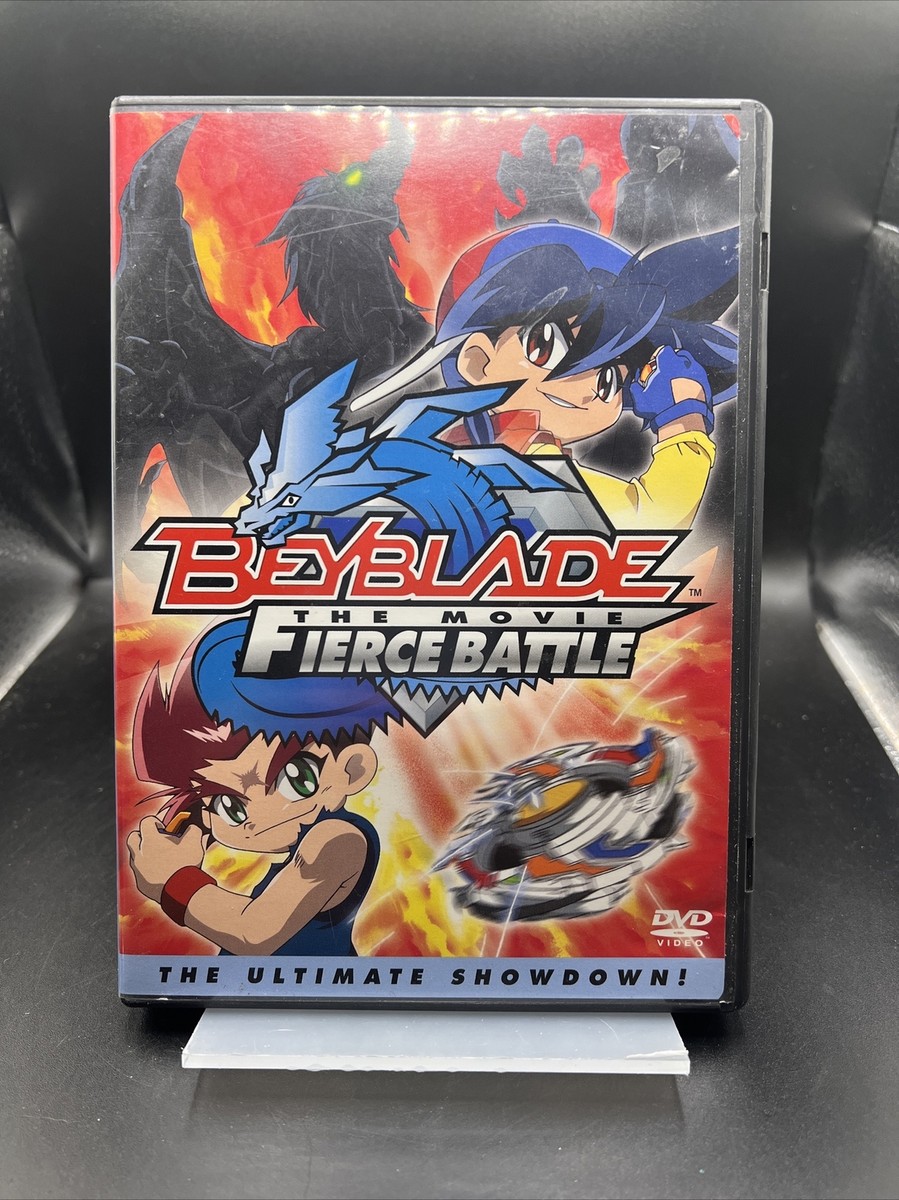 BEYBLADE ™
THE MOVIE
FIERCE BATTLE
DVD
VIDEO
THE ULTIMATE SHOWDOWN!